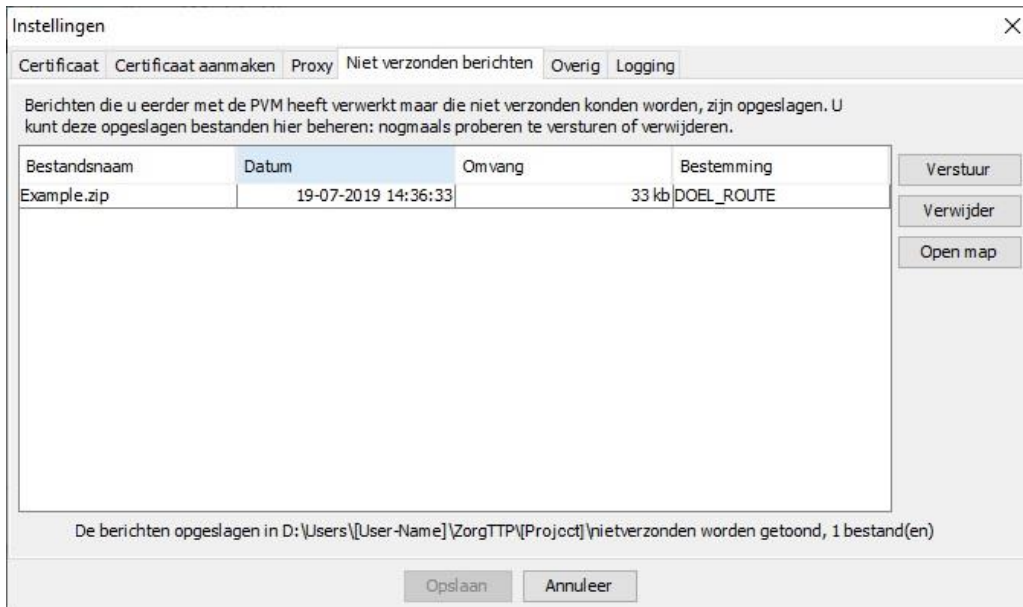 Instellingen
Certificaat Certificaat aanmaken Proxy Niet verzonden berichten Overig Logging
Berichten die u eerder met de PVM heeft verwerkt maar die niet verzonden konden worden, zijn opgeslagen. U
kunt deze opgeslagen bestanden hier beheren: nogmaals proberen te versturen of verwijderen.
Bestandsnaam Datum Omvang Bestemming
Example.zip 19-07-2019 14:36:33 33 kb DOEL_ROUTE
Verstuur
Verwijder
Open map
De berichten opgeslagen in D:\Users\[User-Name]\ZorgTTP\[Project]\nietverzonden worden getoond, 1 bestand(en)
Opslaan Annuleer